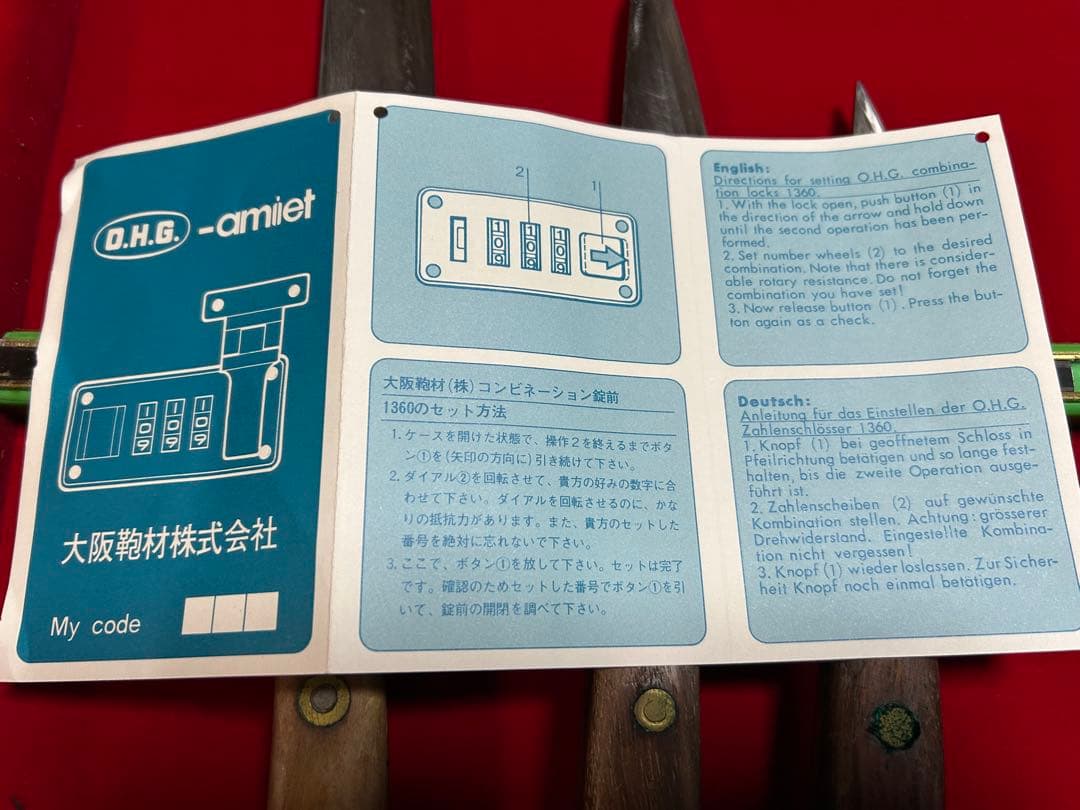 O.H.G. -amiet
大阪鞄材株式会社
My code
2
1
大阪鞄材(株)コンビネーション錠前
1360のセット方法
1. ケースを開けた状態で、操作2を終えるまでボタ
ン①を(矢印の方向に)引き続けて下さい。
2. ダイアル②を回転させて、貴方の好みの数字に合
わせて下さい。ダイアルを回転させるのに、かな
りの抵抗力があります。また、貴方のセットした
番号を絶対に忘れないで下さい。
3. ここで、ボタン①を放して下さい。セットは完了
です。確認のためセットした番号でボタン①を引
いて、錠前の開閉を調べて下さい。
English:
Directions for setting O.H.G. combina-
tion locks 1360.
1. With the lock open, push button (1) in
the direction of the arrow and hold down
until the second operation has been per-
formed.
2. Set number wheels (2) to the desired
combination. Note that there is consider-
able rotary resistance. Do not forget the
combination you have set!
3. Now release button (1). Press the but-
ton again as a check.
Deutsch:
Anleitung für das Einstellen der O.H.G.
Zahlenschlösser 1360.
1. Knopf (1) bei geoffnetem Schloss in
Pfeilrichtung betätigen und so lange fest-
halten, bis die zweite Operation ausge-
führt ist.
2. Zahlenscheiben (2) auf gewünschte
Kombination stellen. Achtung: grösserer
Drehwiderstand. Eingestellte Kombina-
tion nicht vergessen!
3. Knopf (1) wieder loslassen. Zur Sicher-
heit Knopf noch einmal betätigen.